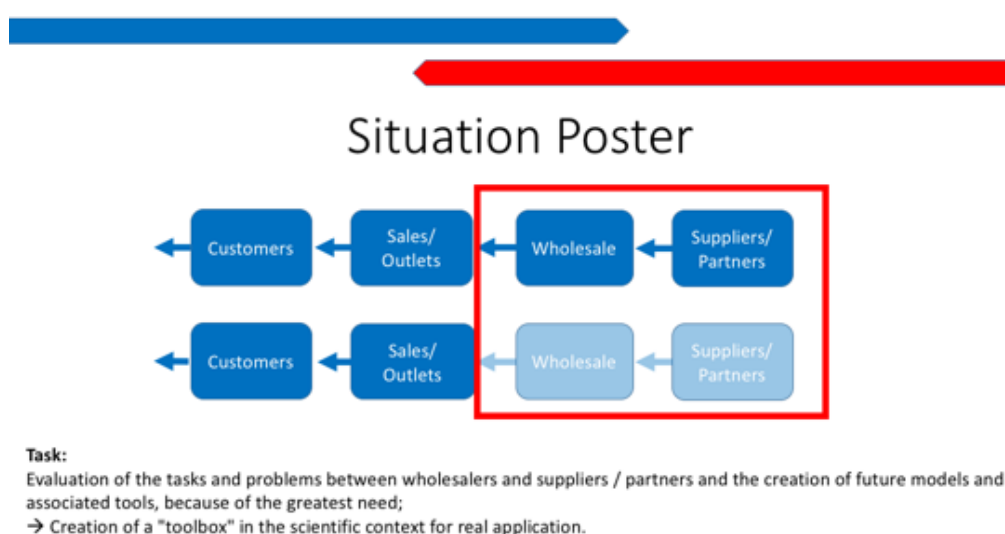 Situation Poster
Customers
Sales/
Outlets
Wholesale
Suppliers/
Partners
Customers
Sales/
Outlets
Wholesale
Suppliers/
Partners
Task:
Evaluation of the tasks and problems between wholesalers and suppliers / partners and the creation of future models and
associated tools, because of the greatest need;
→ Creation of a "toolbox" in the scientific context for real application.